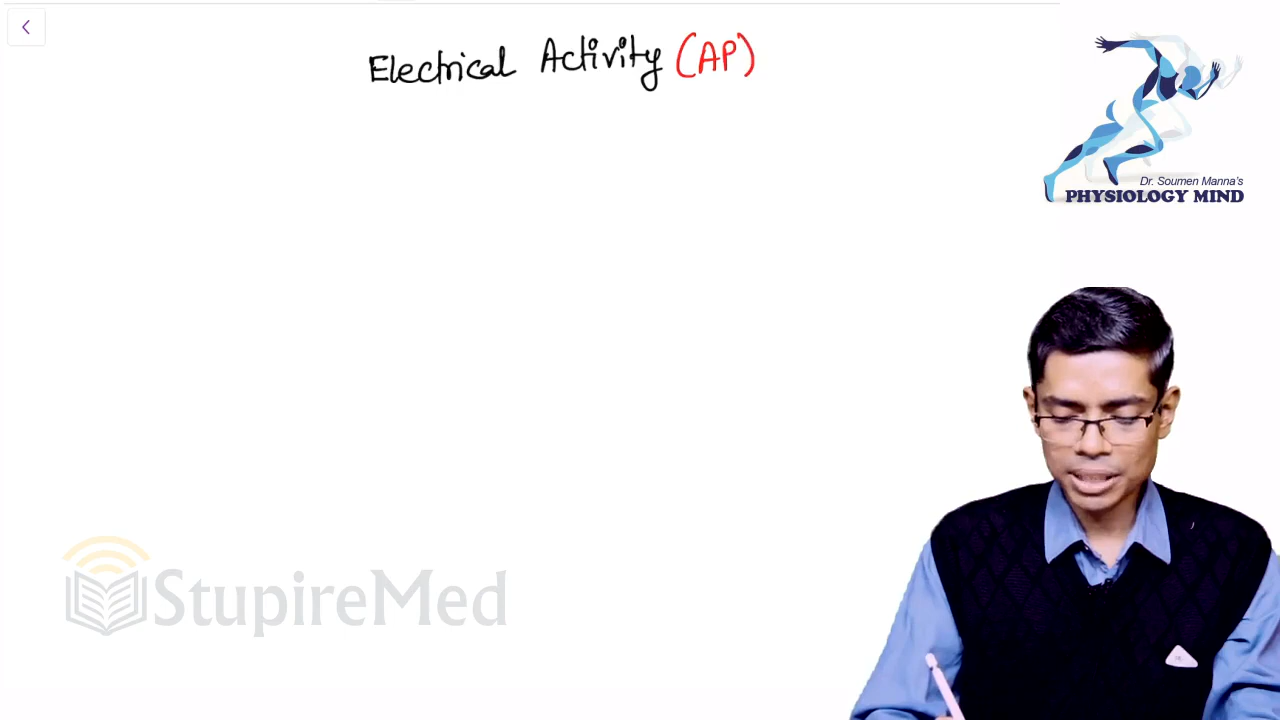 Electrical Activity (AP)
Dr. Soumen Manna's
PHYSIOLOGY MIND
StupireMed